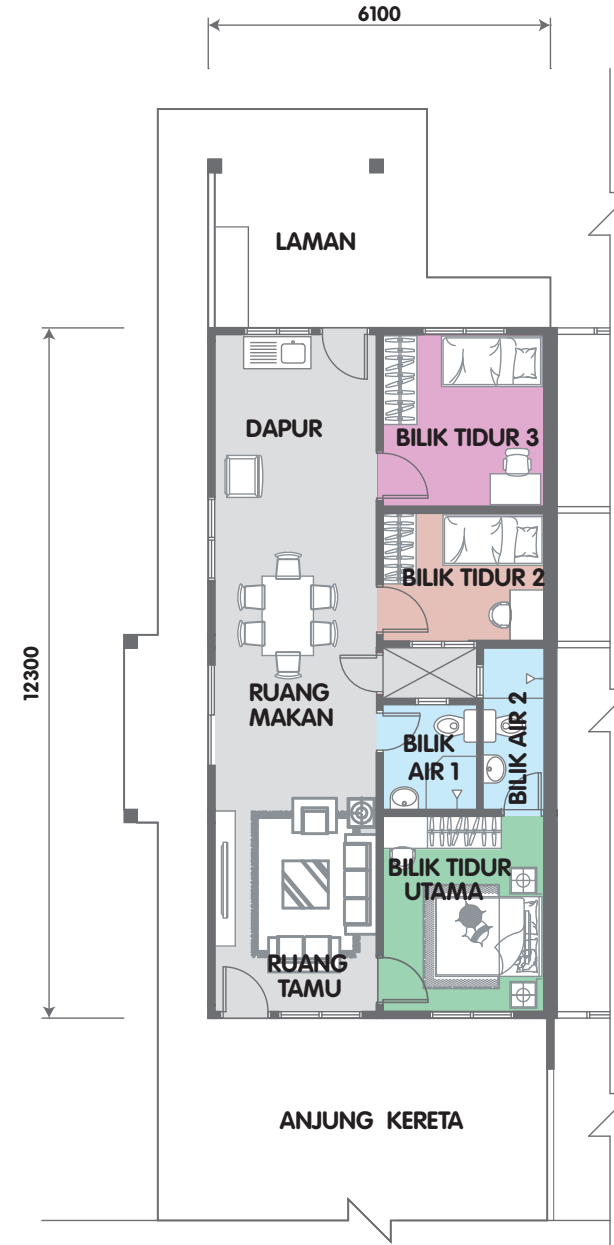 6100
LAMAN
DAPUR
BILIK TIDUR 3
BILIK TIDUR 2
12300
RUANG
MAKAN
BILIK
AIR 1
BILIK AIR 2
BILIK TIDUR
UTAMA
RUANG
TAMU
ANJUNG KERETA